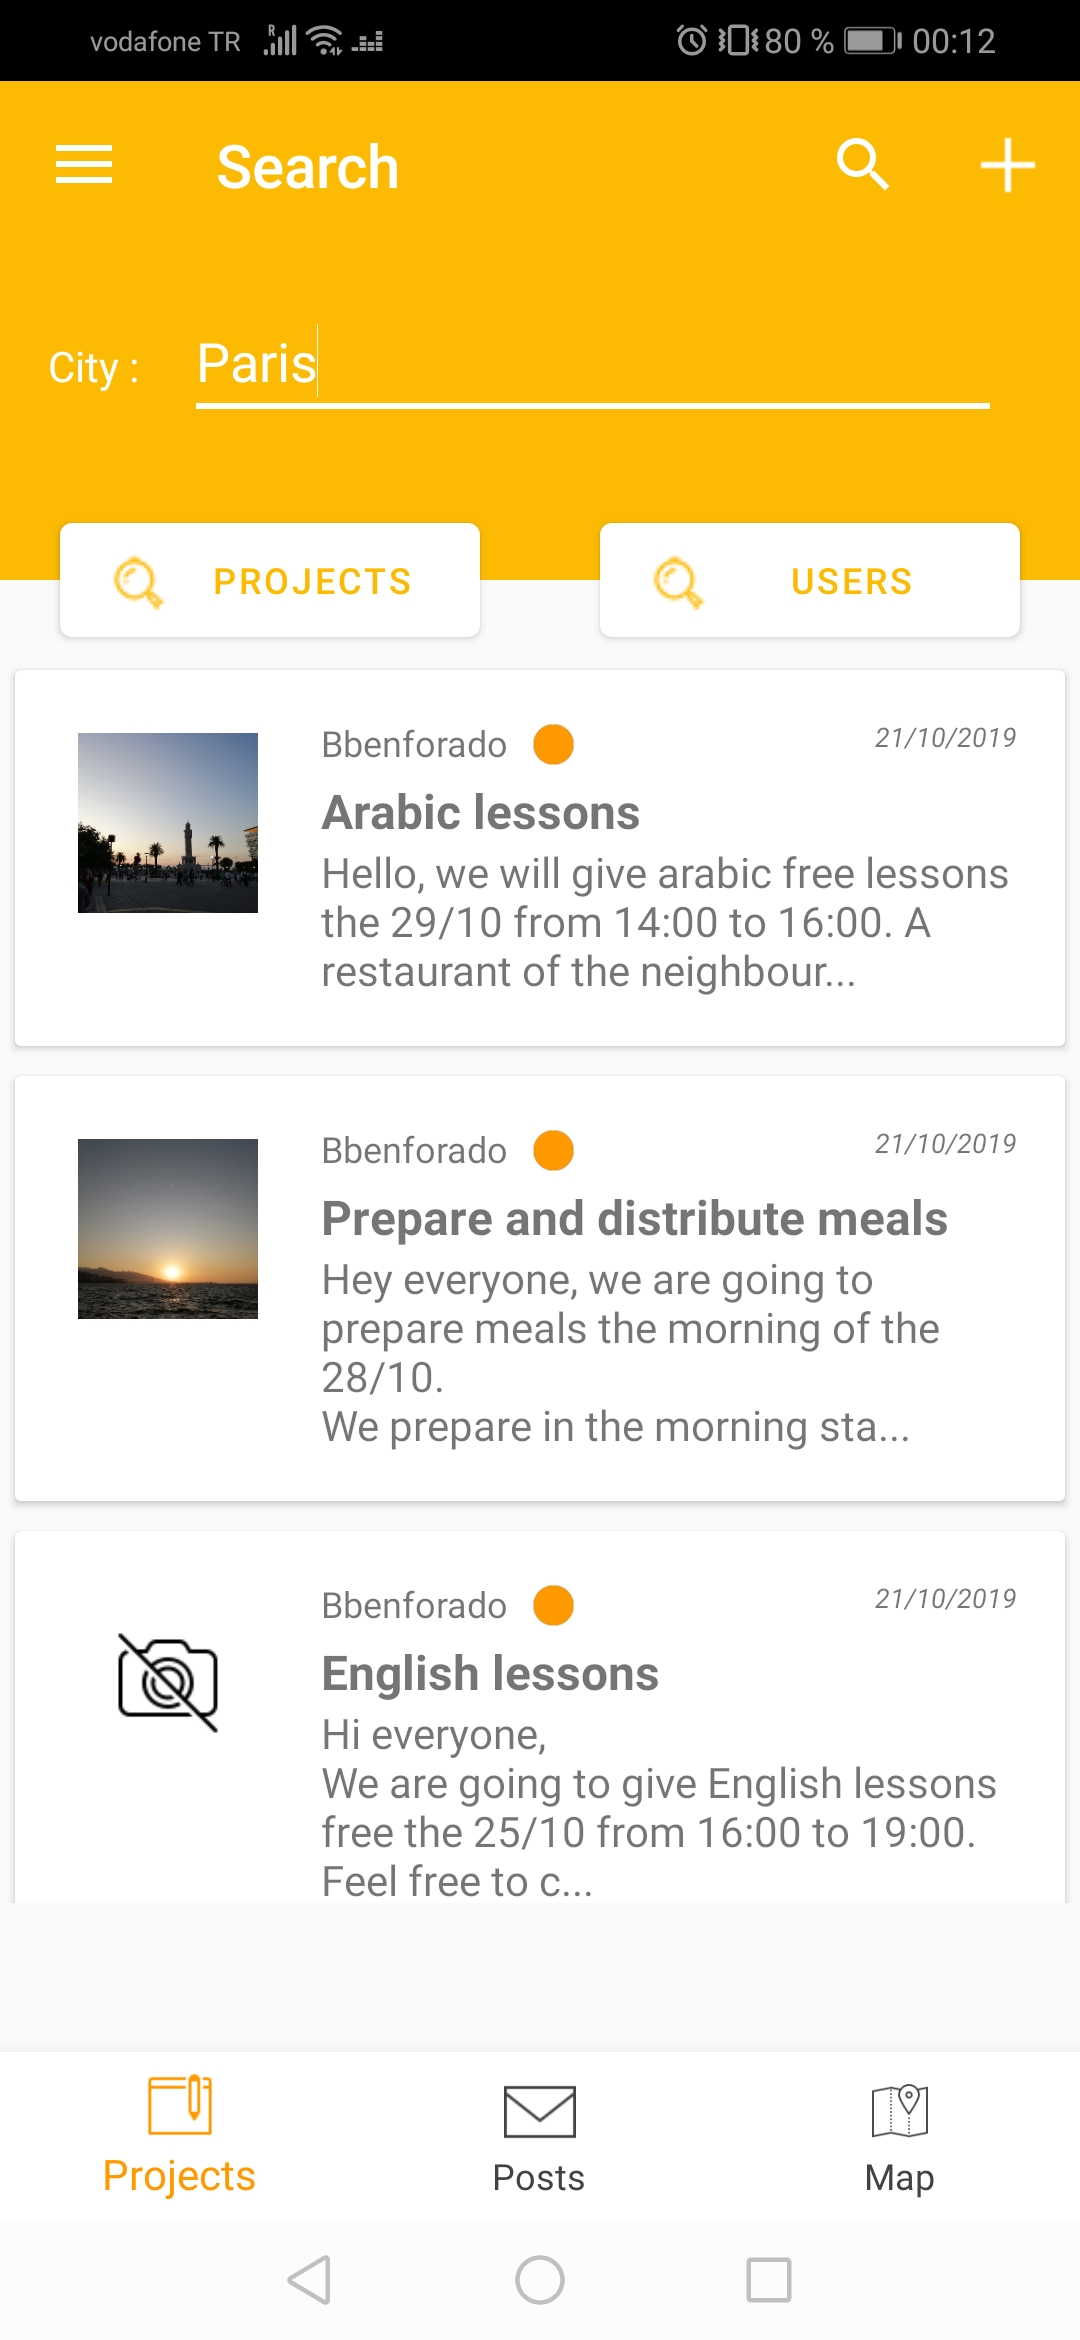 vodafone TR
80 %
00:12
Search
City :
Paris
PROJECTS
USERS
Bbenforado
21/10/2019
Arabic lessons
Hello, we will give arabic free lessons
the 29/10 from 14:00 to 16:00. A
restaurant of the neighbour...
Bbenforado
21/10/2019
Prepare and distribute meals
Hey everyone, we are going to
prepare meals the morning of the
28/10.
We prepare in the morning sta...
Bbenforado
21/10/2019
English lessons
Hi everyone,
We are going to give English lessons
free the 25/10 from 16:00 to 19:00.
Feel free to c...
Projects
Posts
Map